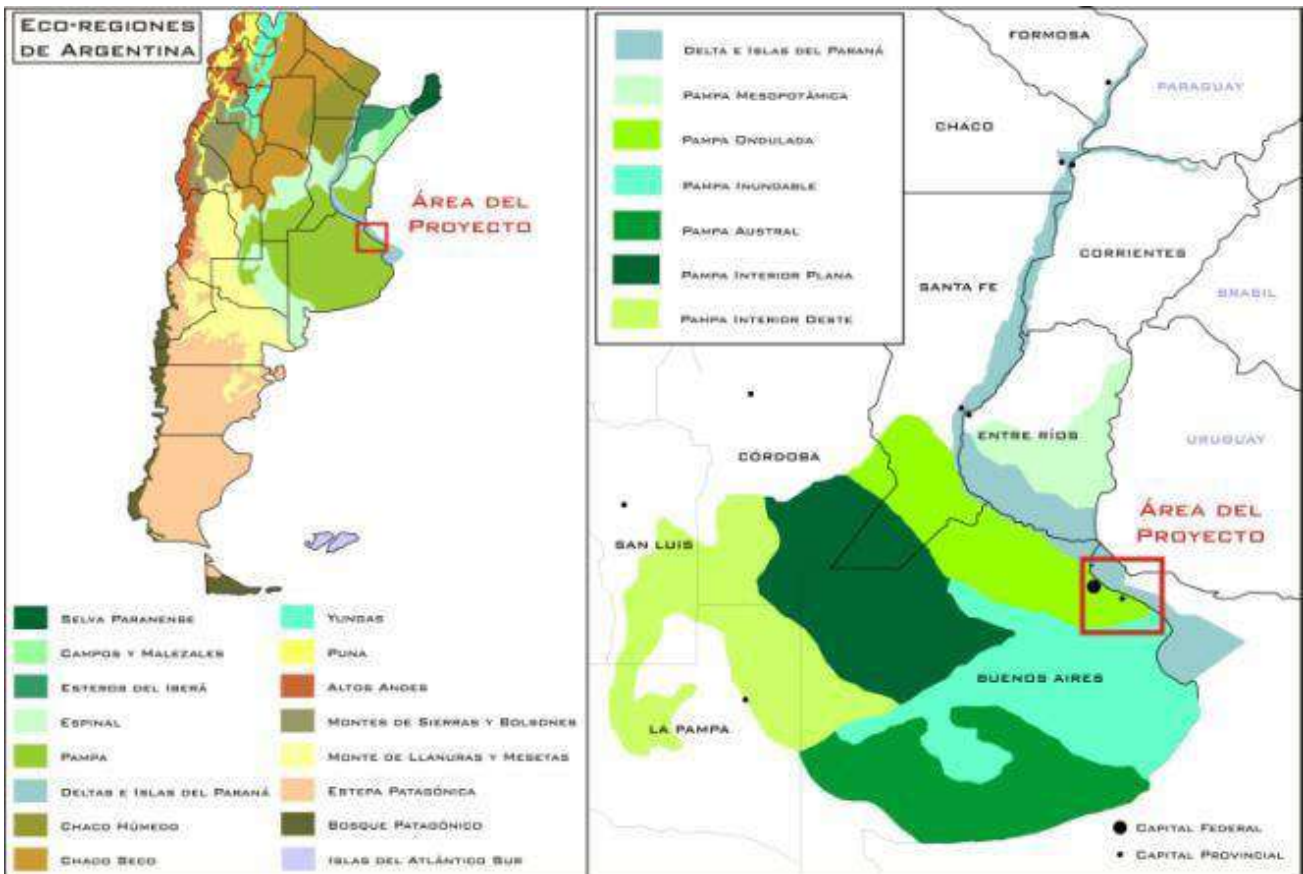 ECO-REGIONES
DE ARGENTINA
ÁREA DEL
PROYECTO
SELVA PARANENSE
CAMPOS Y MALEZALES
ESTEROS DEL IBERÁ
ESPINAL
PAMPA
DELTAS E ISLAS DEL PARANÁ
CHACO HÚMEDO
CHACO SECO
YUNGAS
PUNA
ALTOS ANDES
MONTES DE SIERRAS Y BOLSONES
MONTE DE LLANURAS Y MESETAS
ESTEPA PATAGÓNICA
BOSQUE PATAGÓNICO
ISLAS DEL ATLÁNTICO SUR
DELTA E ISLAS DEL PARANÁ
PAMPA MESOPOTÁMICA
PAMPA ONDULADA
PAMPA INUNDABLE
PAMPA AUSTRAL
PAMPA INTERIOR PLANA
PAMPA INTERIOR OESTE
FORMOSA
PARAGUAY
CHACO
CORRIENTES
SANTA FE
BRASIL
ENTRE RÍOS
URUGUAY
CÓRDOBA
ÁREA DEL
PROYECTO
SAN LUIS
BUENOS AIRES
LA PAMPA
CAPITAL FEDERAL
CAPITAL PROVINCIAL